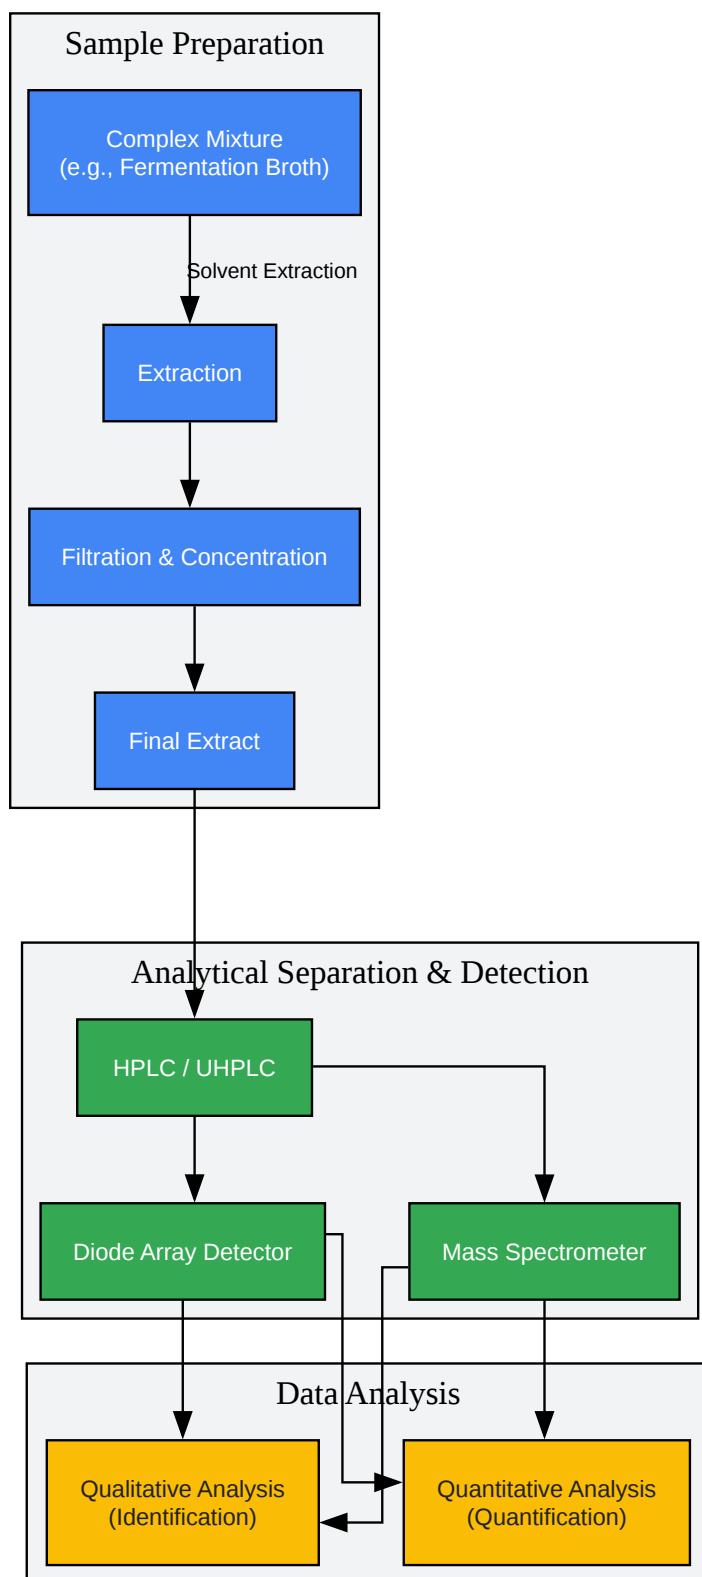 Sample Preparation
Complex Mixture
(e.g., Fermentation Broth)
Solvent Extraction
Extraction
Filtration & Concentration
Final Extract
Analytical Separation & Detection
HPLC / UHPLC
Diode Array Detector
Mass Spectrometer
Data Analysis
Qualitative Analysis
(Identification)
Quantitative Analysis
(Quantification)